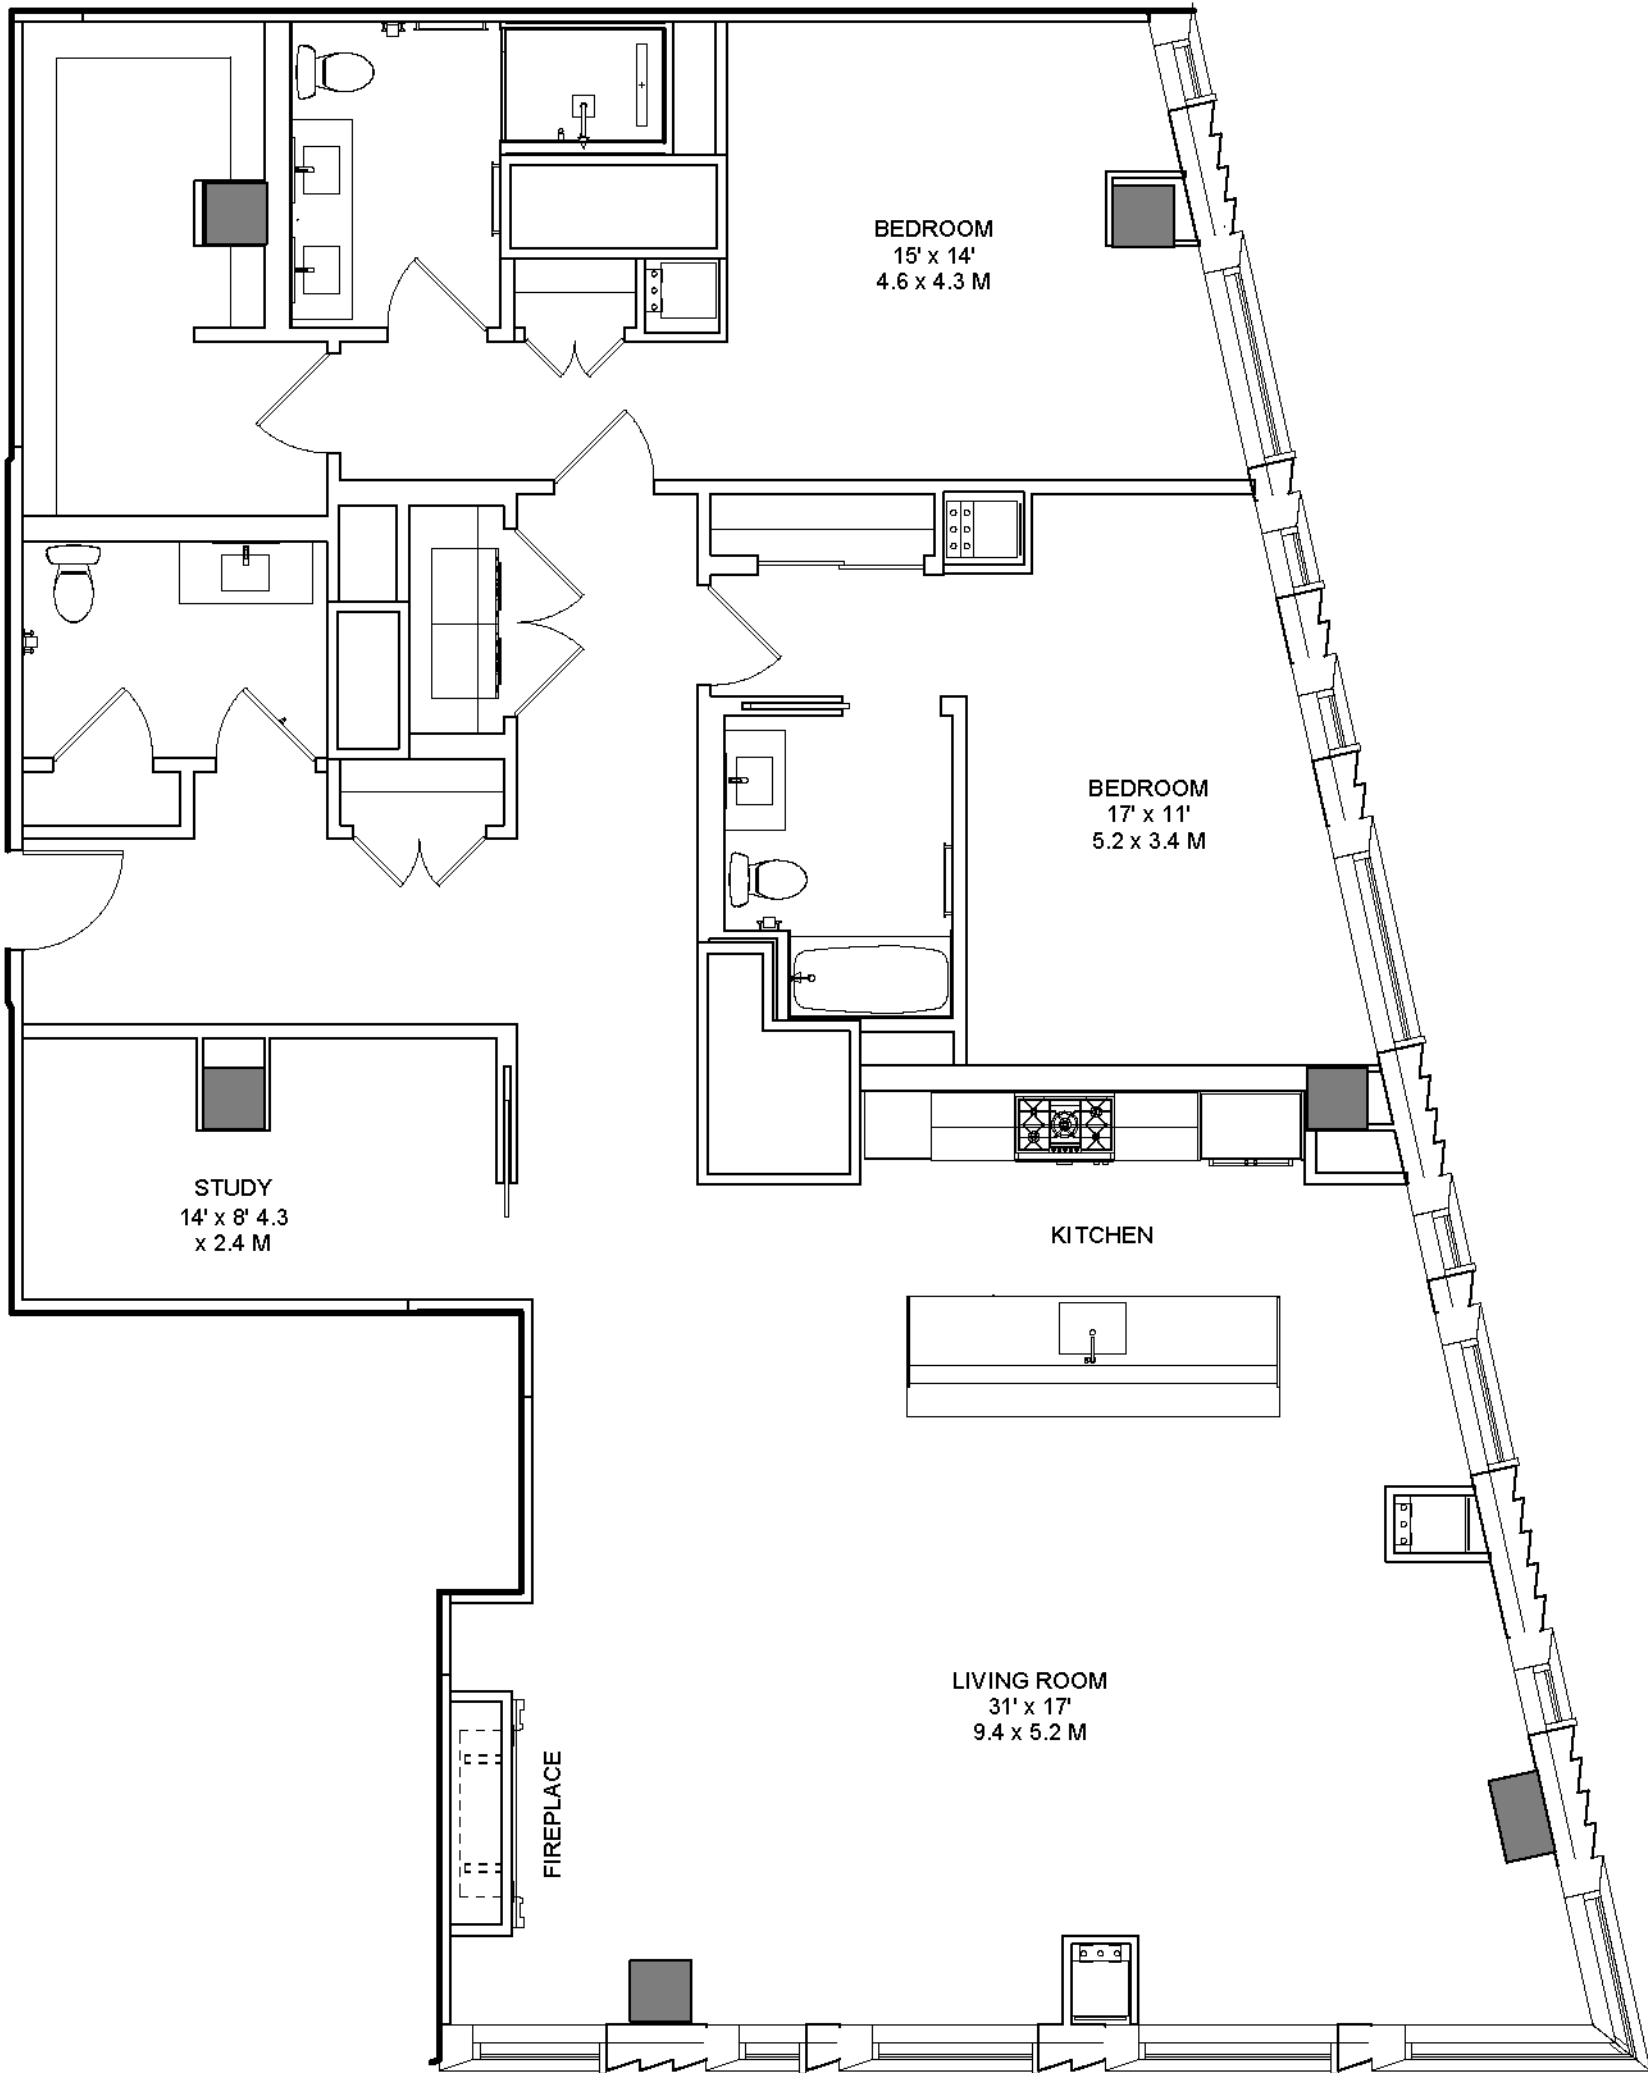 BEDROOM
15' x 14'
4.6 x 4.3 M
BEDROOM
17' x 11'
5.2 x 3.4 M
STUDY
14' x 8' 4.3
x 2.4 M
KITCHEN
LIVING ROOM
31' x 17'
9.4 x 5.2 M
FIREPLACE